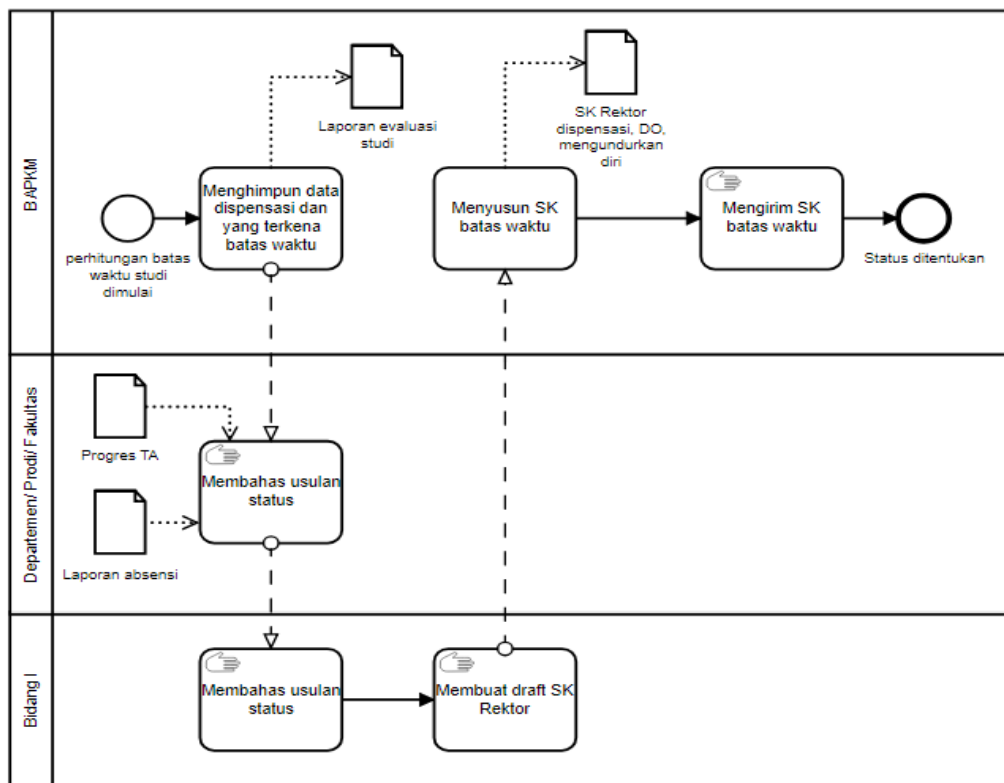 BAPKM
Laporan evaluasi
studi
SK Rektor
dispensasi, DO,
mengundurkan
diri
perhitungan batas
waktu studi
dimulai
Menghimpun data
dispensasi dan
yang terkena
batas waktu
Menyusun SK
batas waktu
Mengirim SK
batas waktu
Status ditentukan
Departemen/ Prodi/ Fakultas
Progres TA
Laporan absensi
Membahas usulan
status
Bidang I
Membahas usulan
status
Membuat draft SK
Rektor